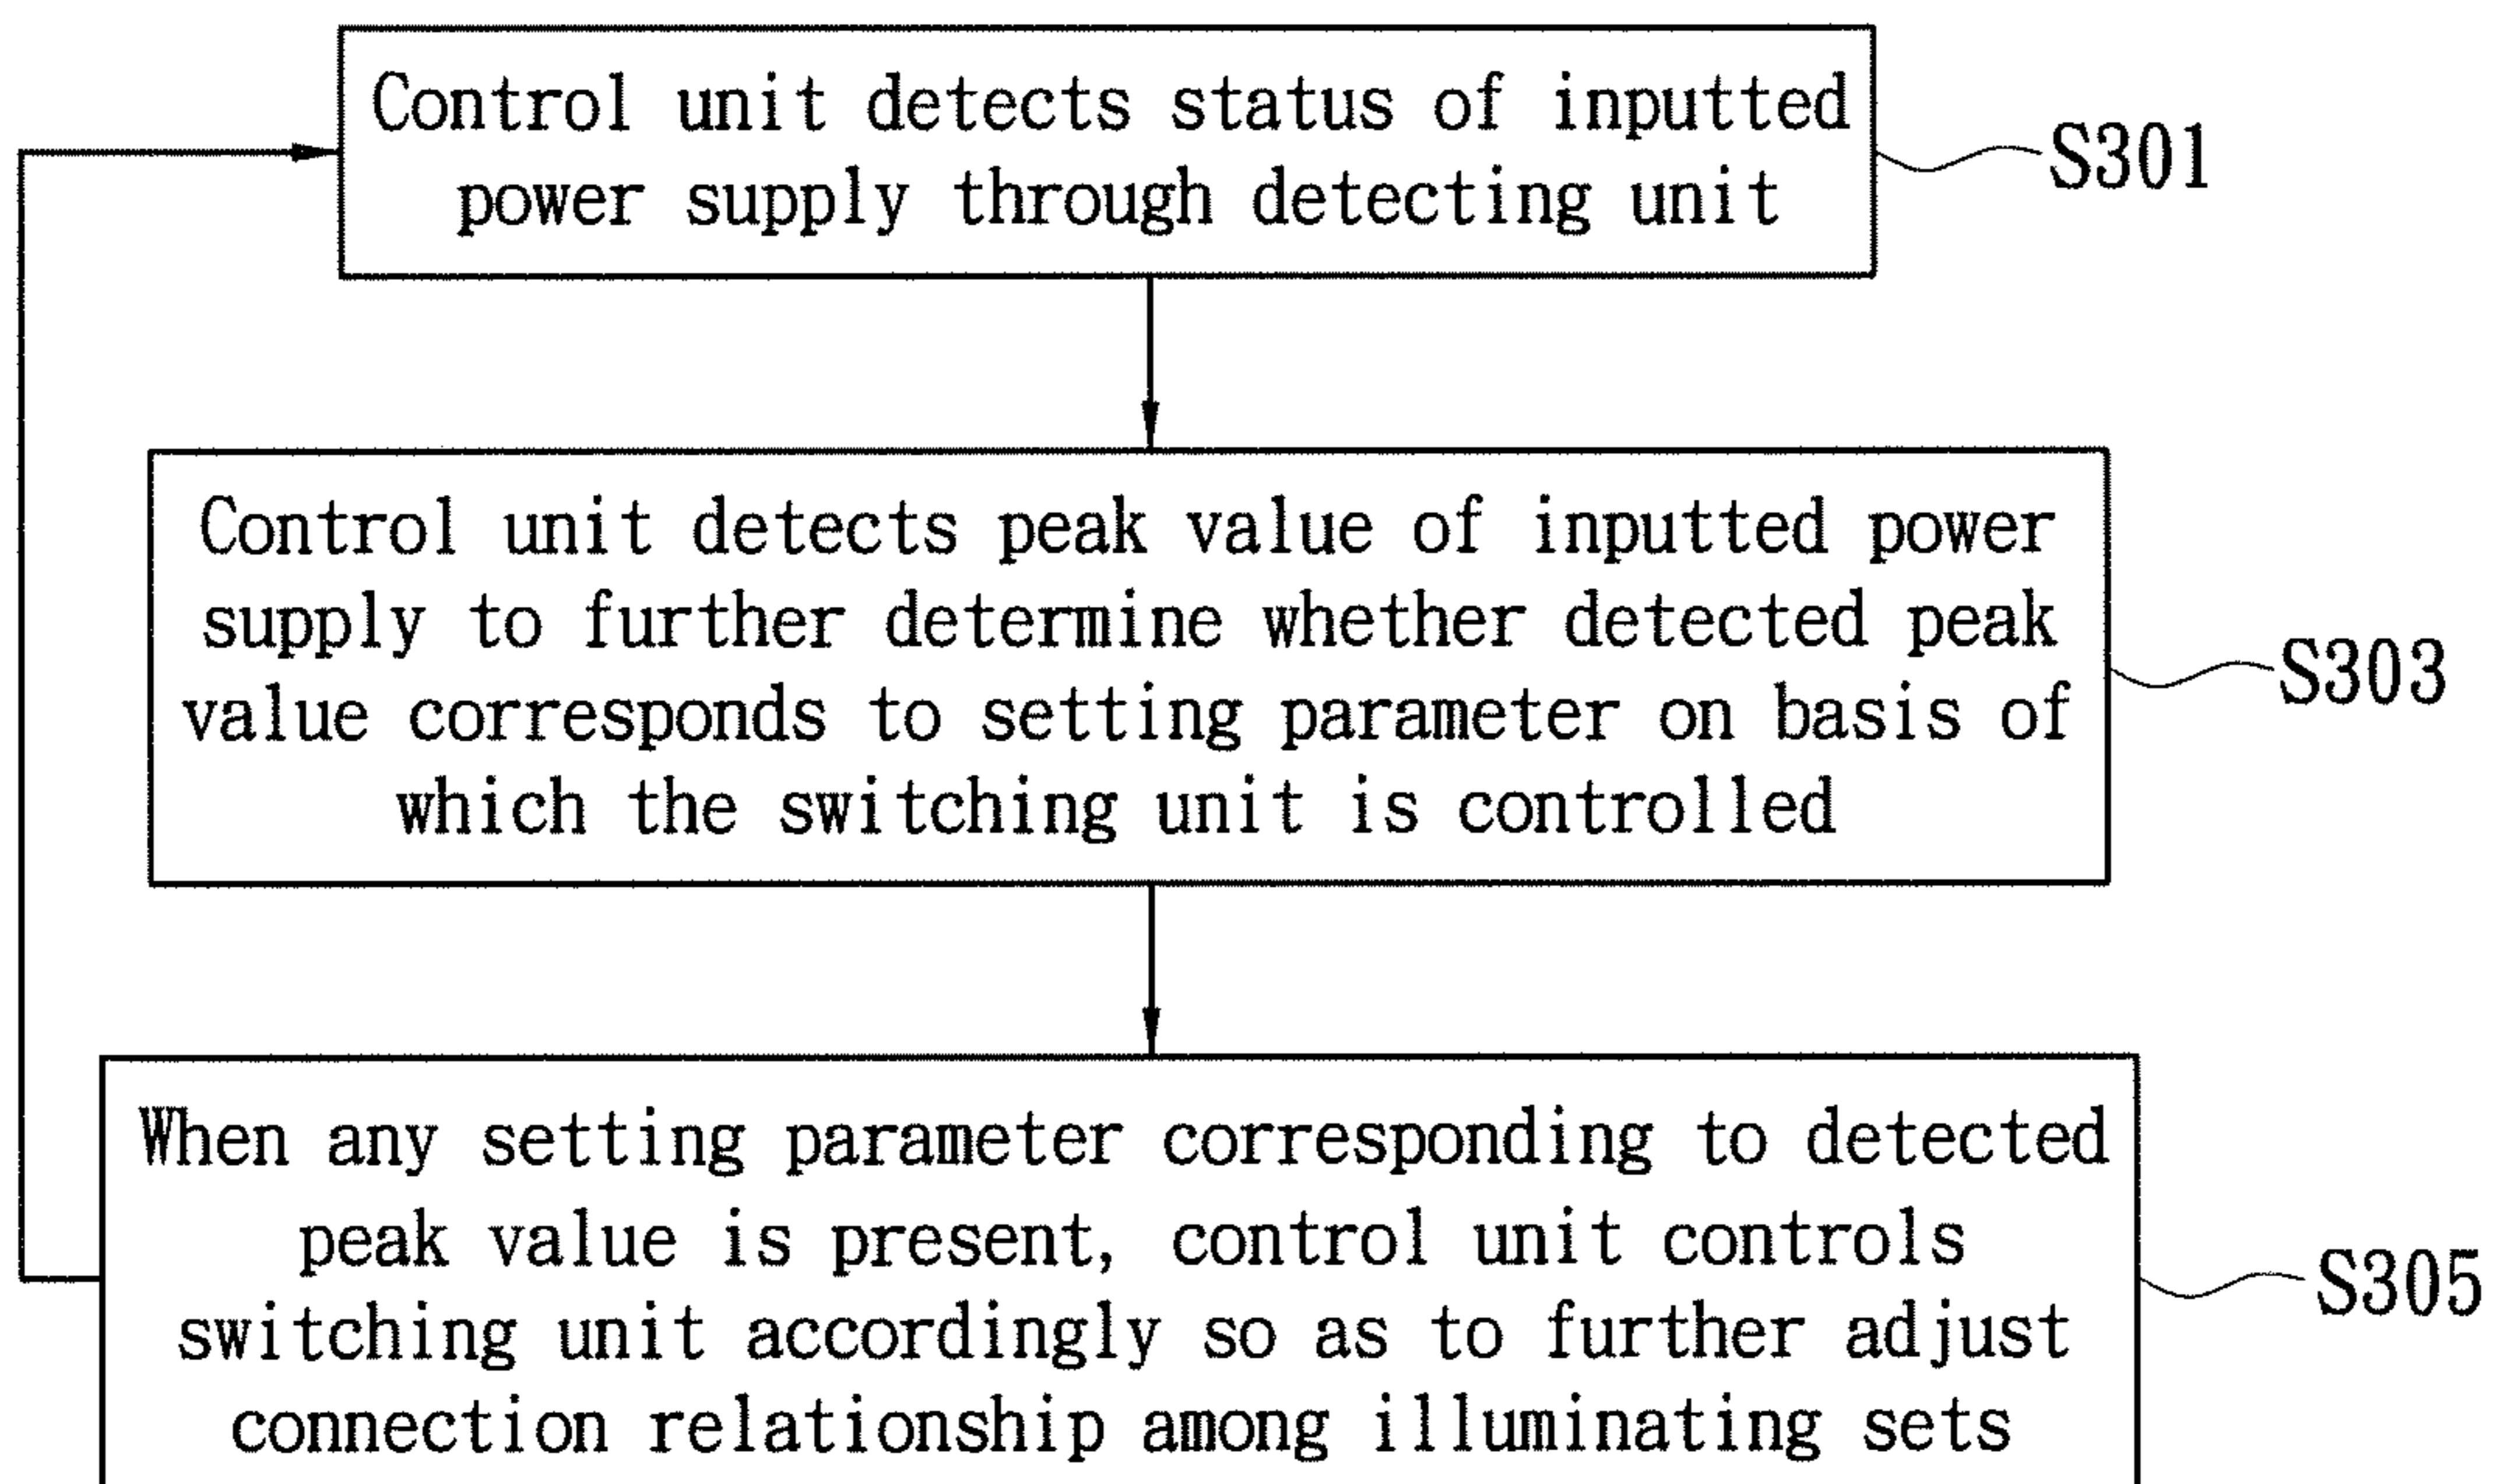 Control unit detects status of inputted
power supply through detecting unit
S301
Control unit detects peak value of inputted power
supply to further determine whether detected peak
value corresponds to setting parameter on basis of
which the switching unit is controlled
S303
When any setting parameter corresponding to detected
peak value is present, control unit controls
switching unit accordingly so as to further adjust
connection relationship among illuminating sets
S305